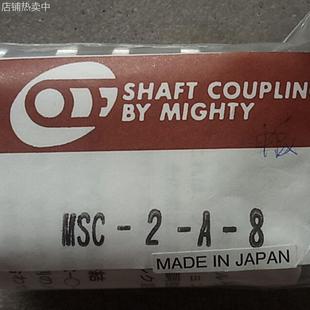 店铺热卖中
SHAFT COUPLING
BY MIGHTY
MSC-2-A-8
MADE IN JAPAN